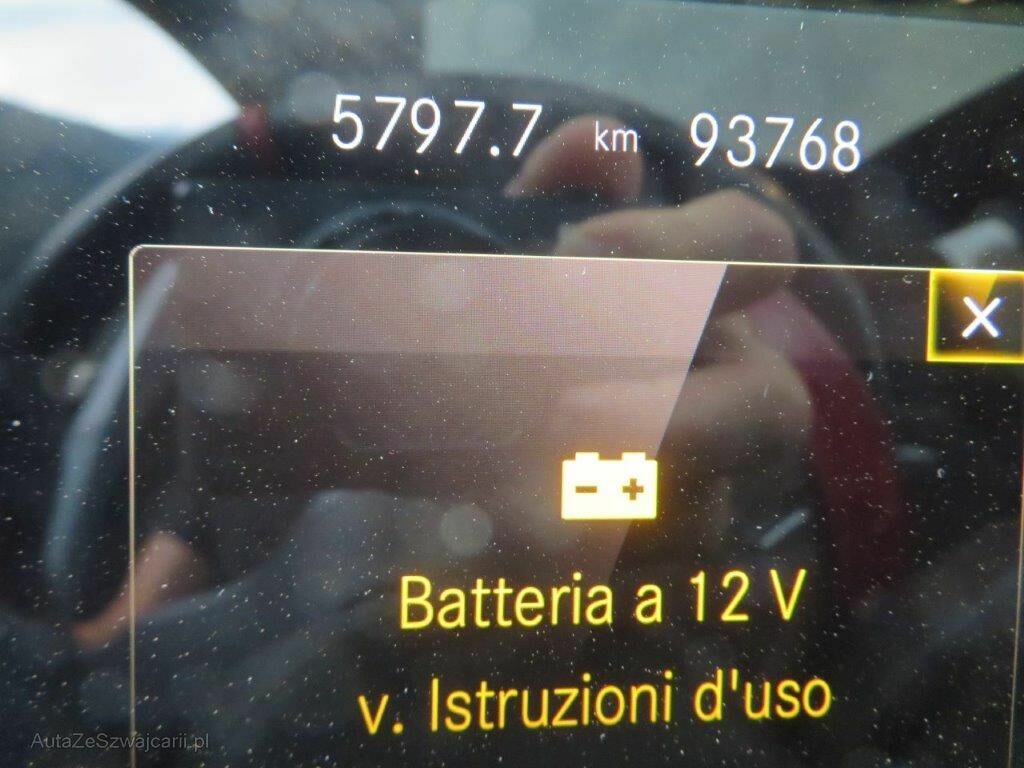 5797.7 km 93768
Batteria a 12 V
v. Istruzioni d'uso
AutaZeSzwajcarii.pl